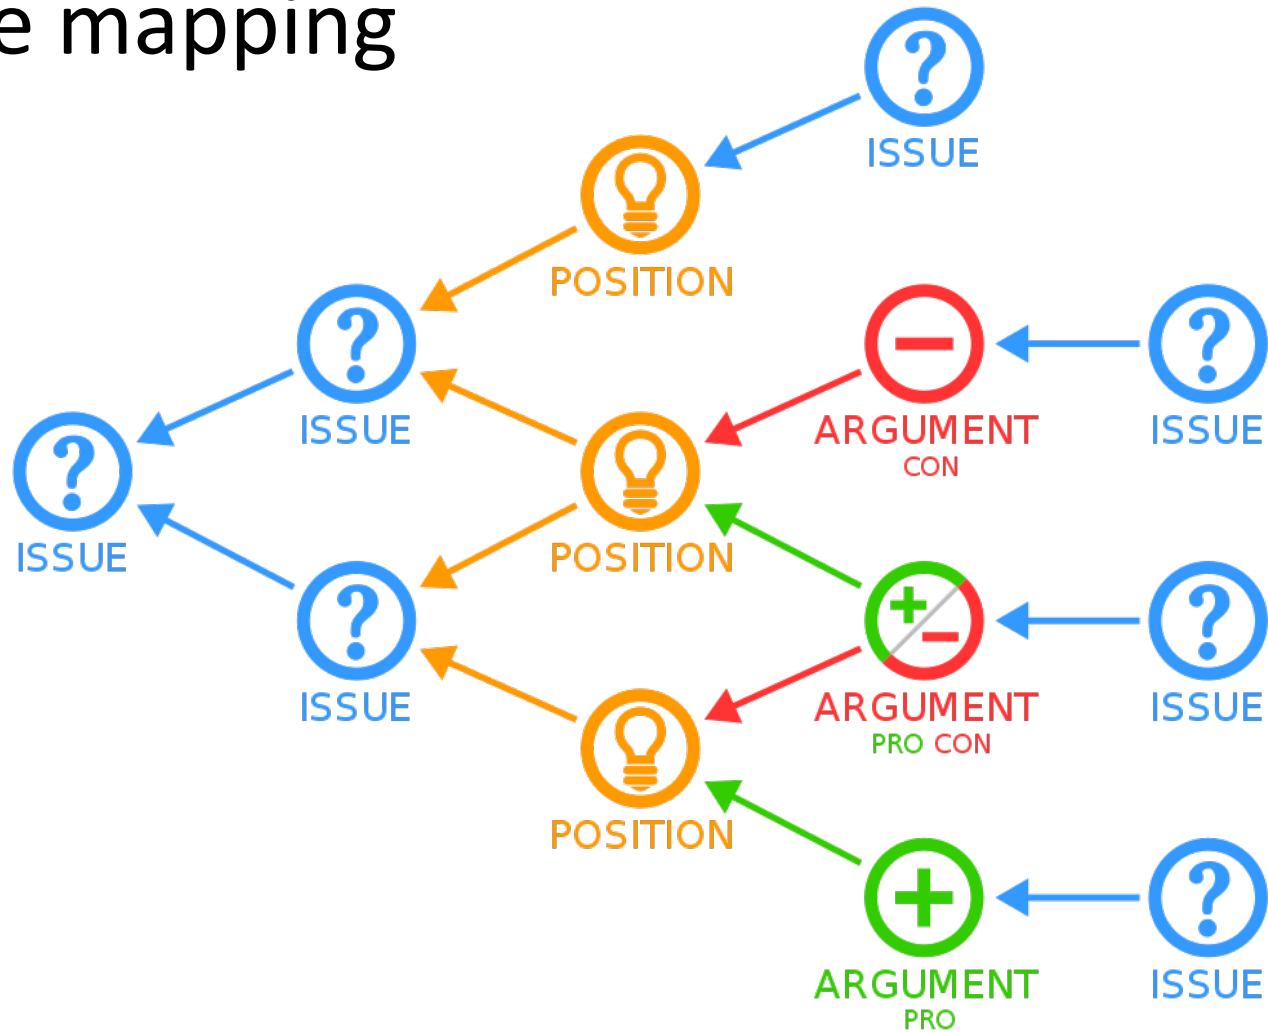 e mapping
ISSUE
POSITION
ISSUE
ARGUMENT
CON
ISSUE
ISSUE
POSITION
ISSUE
ARGUMENT
PRO CON
ISSUE
POSITION
ARGUMENT
PRO
ISSUE